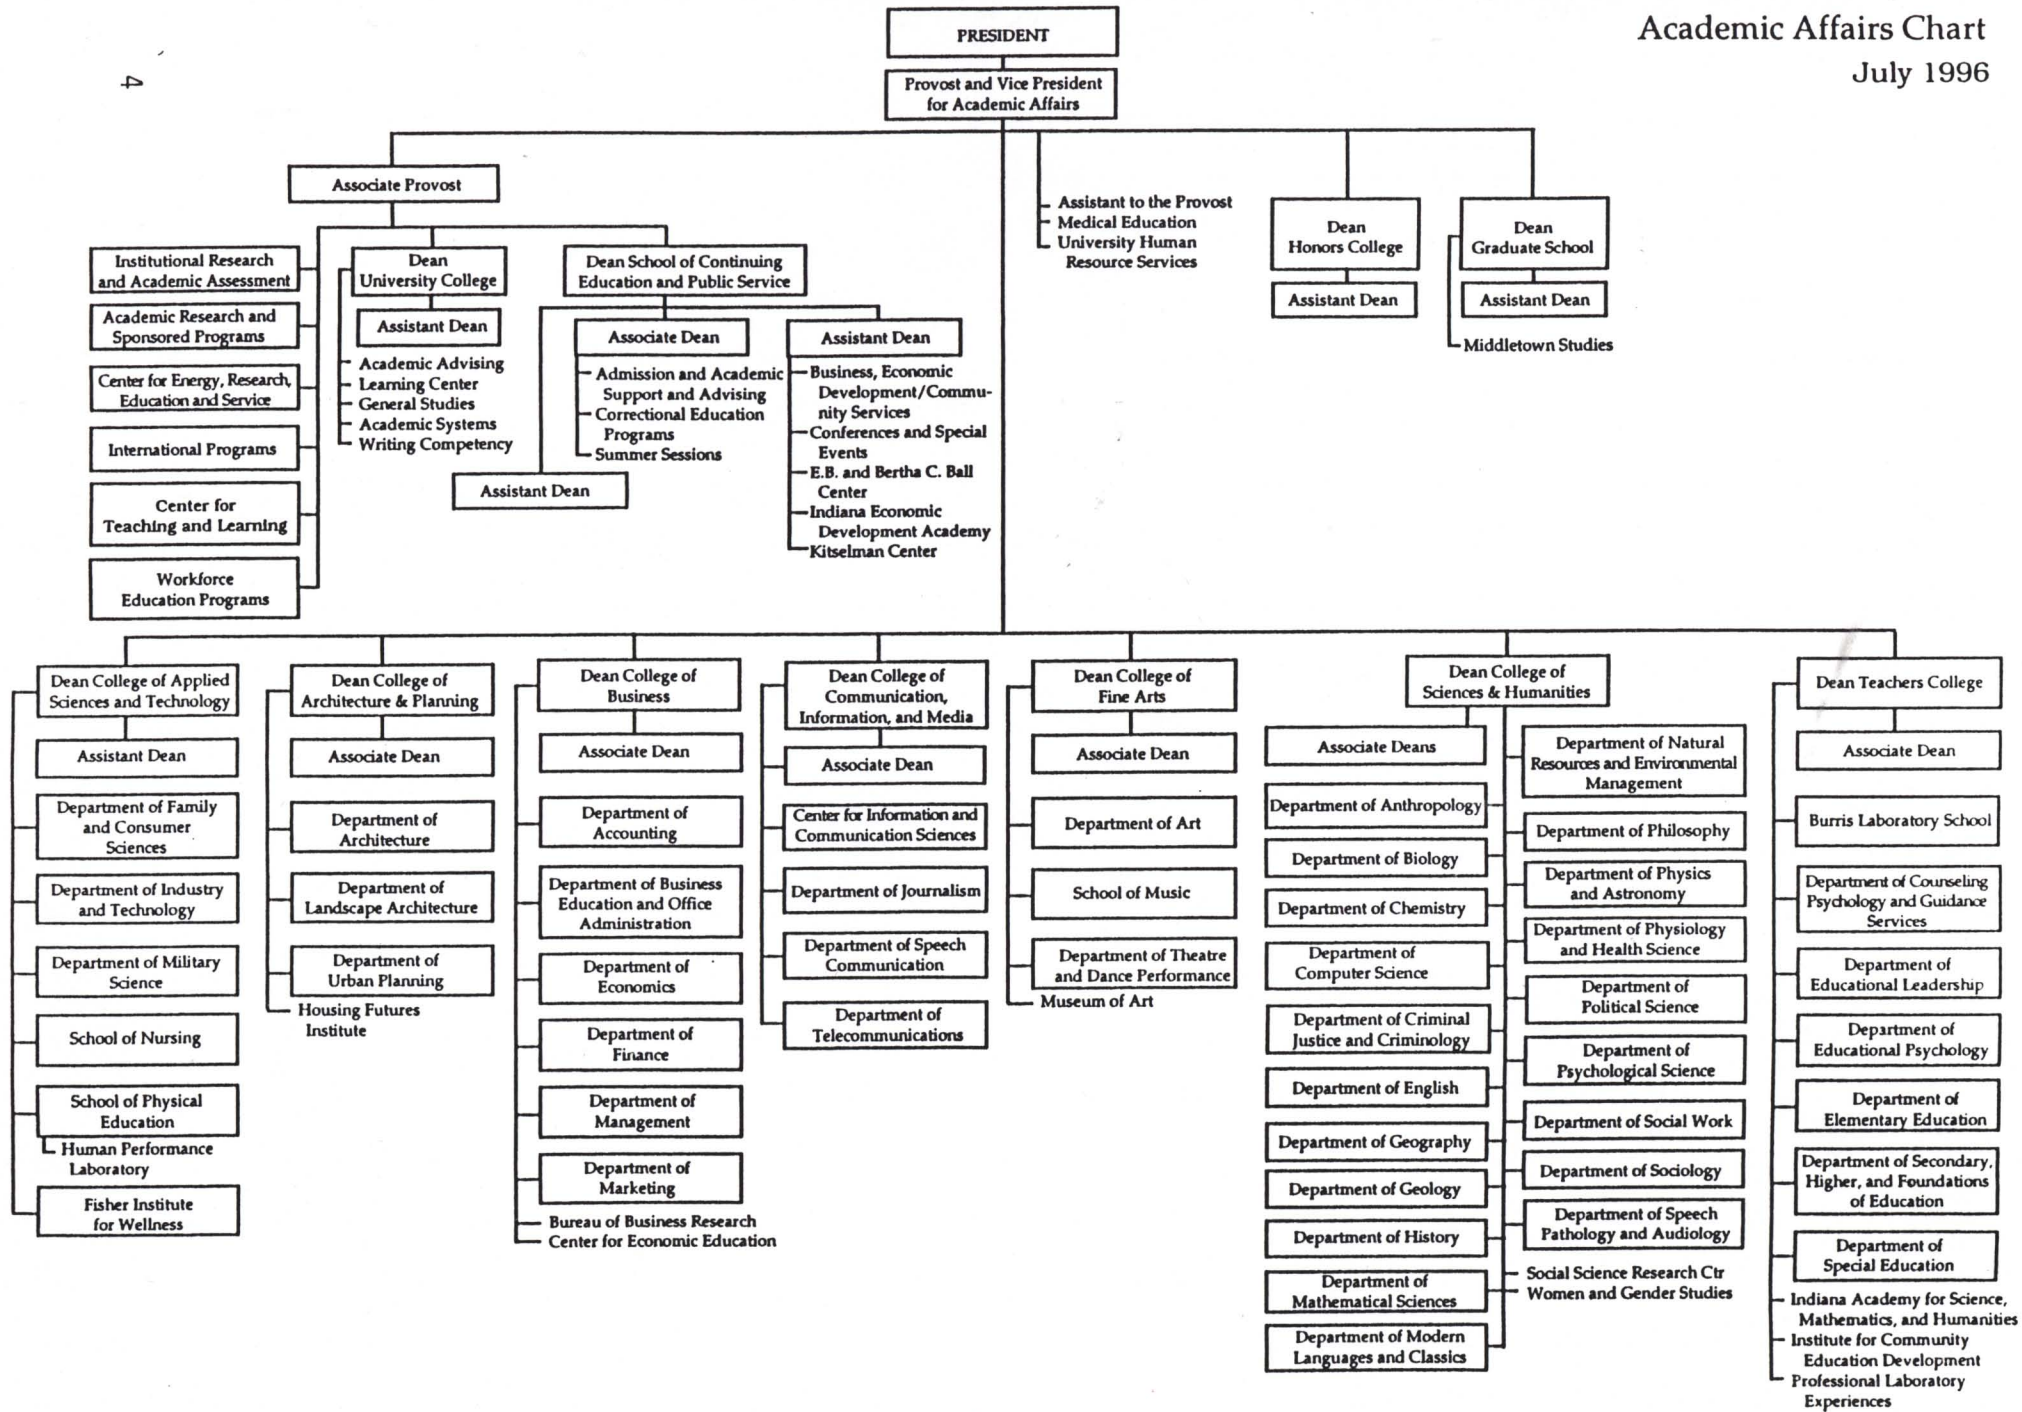 Academic Affairs Chart
July 1996
4
PRESIDENT
Provost and Vice President
for Academic Affairs
Associate Provost
Institutional Research
and Academic Assessment
Academic Research and
Sponsored Programs
Center for Energy, Research,
Education and Service
International Programs
Center for
Teaching and Learning
Workforce
Education Programs
Dean
University College
Assistant Dean
Academic Advising
Learning Center
General Studies
Academic Systems
Writing Competency
Dean School of Continuing
Education and Public Service
Assistant Dean
Associate Dean
Admission and Academic
Support and Advising
Correctional Education
Programs
Summer Sessions
Assistant Dean
Business, Economic
Development/Commu-
nity Services
Conferences and Special
Events
E.B. and Bertha C. Ball
Center
Indiana Economic
Development Academy
Kitselman Center
Assistant to the Provost
Medical Education
University Human
Resource Services
Dean
Honors College
Assistant Dean
Dean
Graduate School
Assistant Dean
Middletown Studies
Dean College of Applied
Sciences and Technology
Assistant Dean
Department of Family
and Consumer
Sciences
Department of Industry
and Technology
Department of Military
Science
School of Nursing
School of Physical
Education
Human Performance
Laboratory
Fisher Institute
for Wellness
Dean College of
Architecture & Planning
Associate Dean
Department of
Architecture
Department of
Landscape Architecture
Department of
Urban Planning
Housing Futures
Institute
Dean College of
Business
Associate Dean
Department of
Accounting
Department of Business
Education and Office
Administration
Department of
Economics
Department of
Finance
Department of
Management
Department of
Marketing
Bureau of Business Research
Center for Economic Education
Dean College of
Communication,
Information, and Media
Associate Dean
Center for Information and
Communication Sciences
Department of Journalism
Department of Speech
Communication
Department of
Telecommunications
Dean College of
Fine Arts
Associate Dean
Department of Art
School of Music
Department of Theatre
and Dance Performance
Museum of Art
Dean College of
Sciences & Humanities
Associate Deans
Department of Anthropology
Department of Biology
Department of Chemistry
Department of
Computer Science
Department of Criminal
Justice and Criminology
Department of English
Department of Geography
Department of Geology
Department of History
Department of
Mathematical Sciences
Department of Modern
Languages and Classics
Department of Natural
Resources and Environmental
Management
Department of Philosophy
Department of Physics
and Astronomy
Department of Physiology
and Health Science
Department of
Political Science
Department of
Psychological Science
Department of Social Work
Department of Sociology
Department of Speech
Pathology and Audiology
Social Science Research Ctr
Women and Gender Studies
Dean Teachers College
Associate Dean
Burris Laboratory School
Department of Counseling
Psychology and Guidance
Services
Department of
Educational Leadership
Department of
Educational Psychology
Department of
Elementary Education
Department of Secondary,
Higher, and Foundations
of Education
Department of
Special Education
Indiana Academy for Science,
Mathematics, and Humanities
Institute for Community
Education Development
Professional Laboratory
Experiences